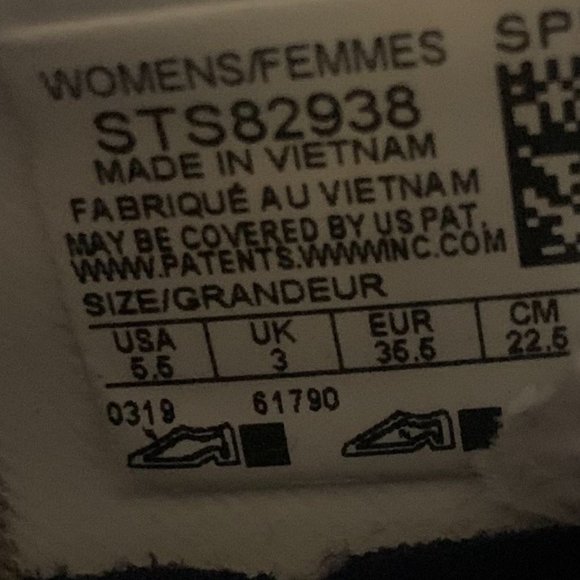 WOMENS/FEMMES
SP
STS82938
MADE IN VIETNAM
FABRIQUÉ AU VIETNAM
MAY BE COVERED BY US PAT.
WWW.PATENTS.WWWINC.COM
SIZE/GRANDEUR
USA UK EUR CM
5.5 3 35.5 22.5
0319 61790